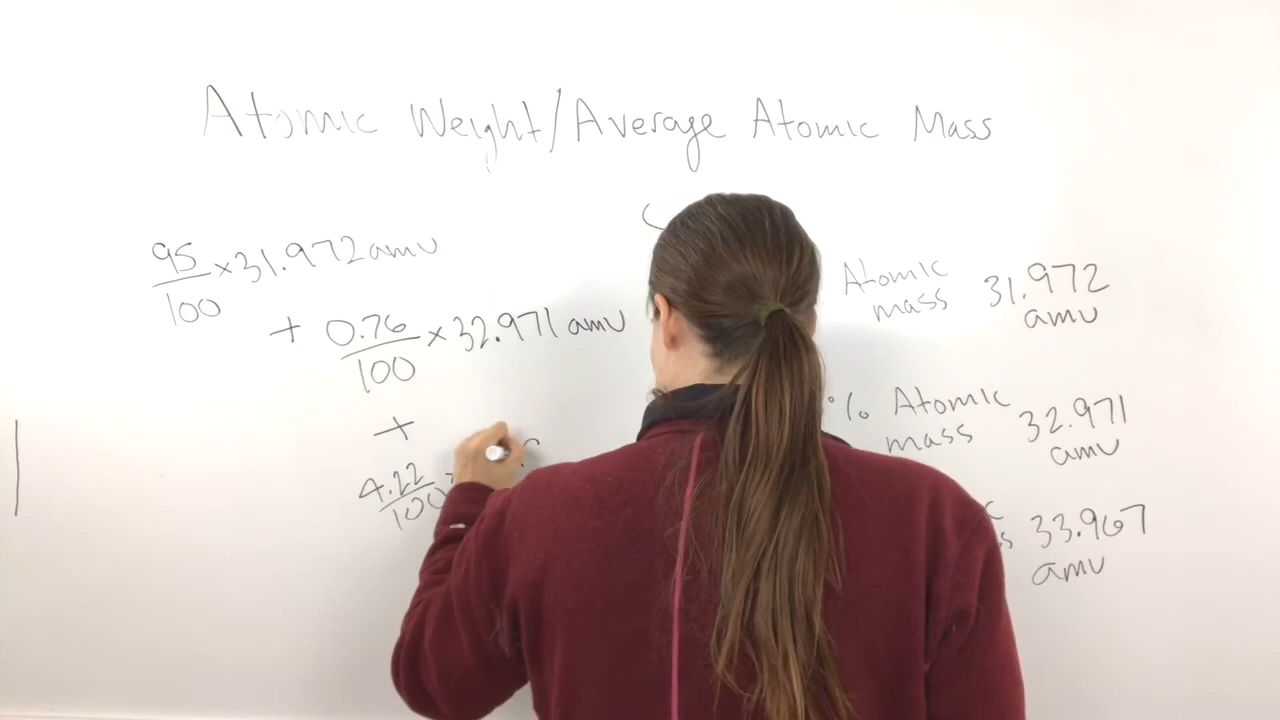 Atomic Weight/Average Atomic Mass
95
100
×31.972 amu
+ 0.76
100
×32.971 amu
+
4.22
100
Atomic
mass
31.972
amu
% Atomic
mass
32.971
amu
33.967
amu